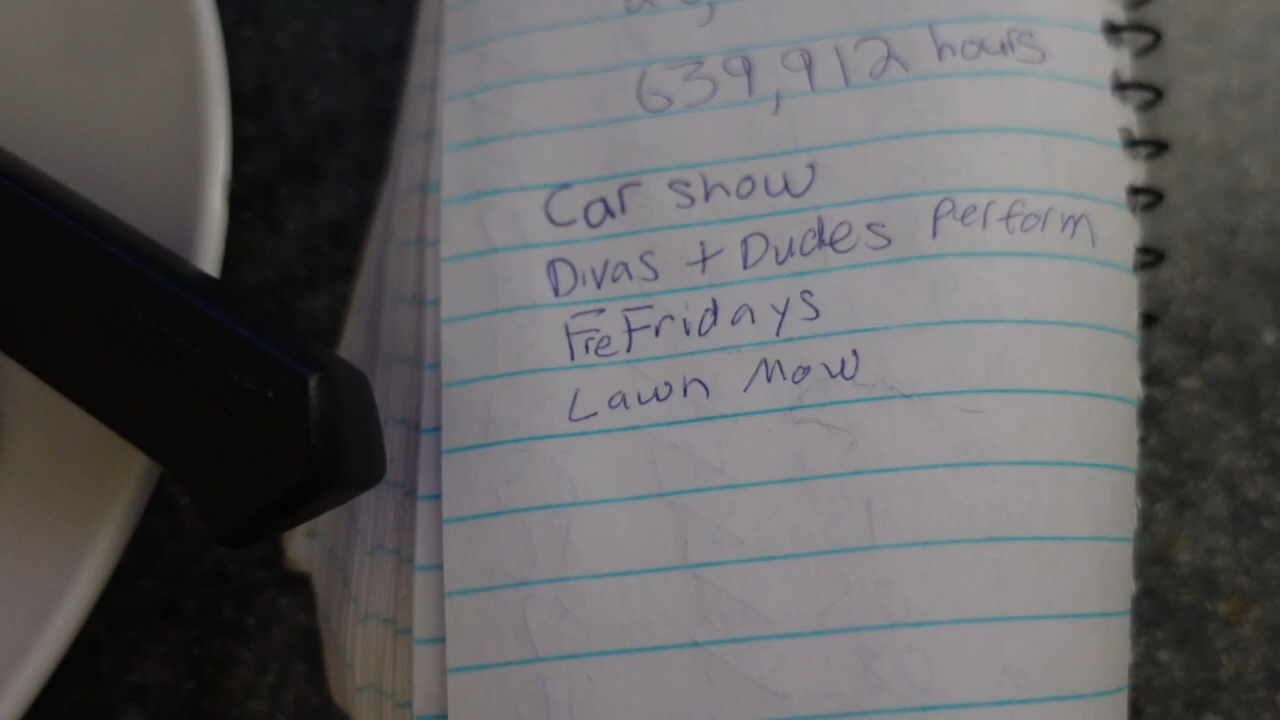 639,912 hours
Car show
Divas + Dudes Perform
FreFridays
Lawn Mow